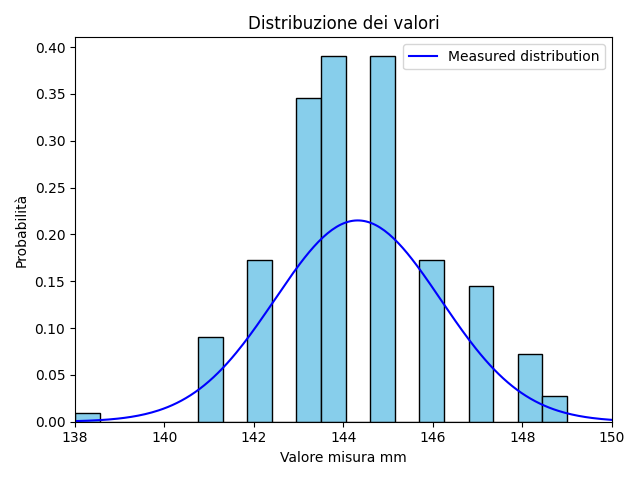 Distribuzione dei valori
Measured distribution
0.40
0.35
0.30
0.25
0.20
0.15
0.10
0.05
0.00
Probabilità
138 140 142 144 146 148 150
Valore misura mm